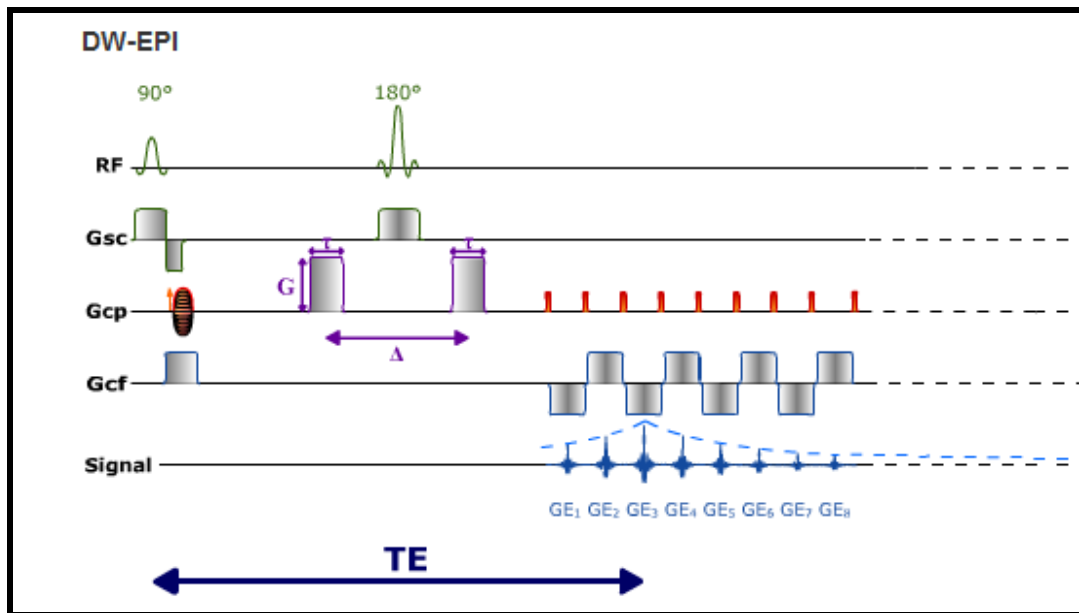 DW-EPI
90° 180°
RF
Gsc
τ τ
G
Gcp
Δ
Gcf
Signal
GE₁ GE₂ GE₃ GE₄ GE₅ GE₆ GE₇ GE₈
TE